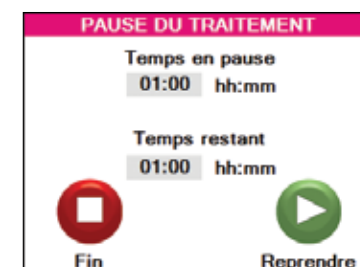 PAUSE DU TRAITEMENT
Temps en pause
01:00 hh:mm
Temps restant
01:00 hh:mm
Fin Reprendre